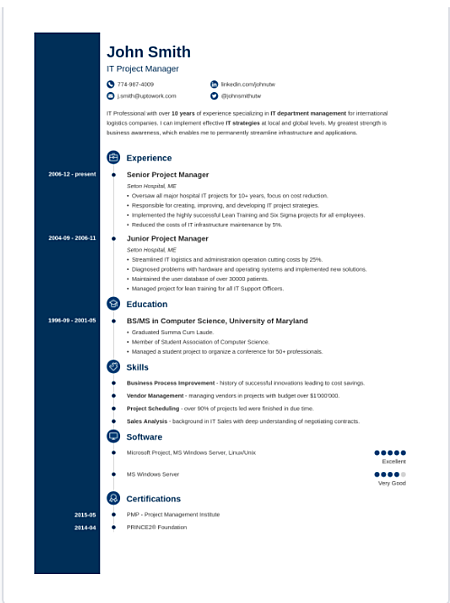 John Smith
IT Project Manager
774-987-4009
linkedin.com/johnutw
j.smith@uptowork.com
@johnsmithutw
IT Professional with over 10 years of experience specializing in IT department management for international
logistics companies. I can implement effective IT strategies at local and global levels. My greatest strength is
business awareness, which enables me to permanently streamline infrastructure and applications.
Experience
2006-12 - present
Senior Project Manager
Seton Hospital, ME
• Oversaw all major hospital IT projects for 10+ years, focus on cost reduction.
• Responsible for creating, improving, and developing IT project strategies.
• Implemented the highly successful Lean Training and Six Sigma projects for all employees.
• Reduced the costs of IT infrastructure maintenance by 5%.
2004-09 - 2006-11
Junior Project Manager
Seton Hospital, ME
• Streamlined IT logistics and administration operation cutting costs by 25%.
• Diagnosed problems with hardware and operating systems and implemented new solutions.
• Maintained the user database of over 30000 patients.
• Managed project for lean training for all IT Support Officers.
Education
1996-09 - 2001-05
BS/MS in Computer Science, University of Maryland
• Graduated Summa Cum Laude.
• Member of Student Association of Computer Science.
• Managed a student project to organize a conference for 50+ professionals.
Skills
Business Process Improvement - history of successful innovations leading to cost savings.
Vendor Management - managing vendors in projects with budget over $1'000'000.
Project Scheduling - over 90% of projects led were finished in due time.
Sales Analysis - background in IT Sales with deep understanding of negotiating contracts.
Software
Microsoft Project, MS Windows Server, Linux/Unix
Excellent
MS Windows Server
Very Good
Certifications
2015-05
PMP - Project Management Institute
2014-04
PRINCE2® Foundation